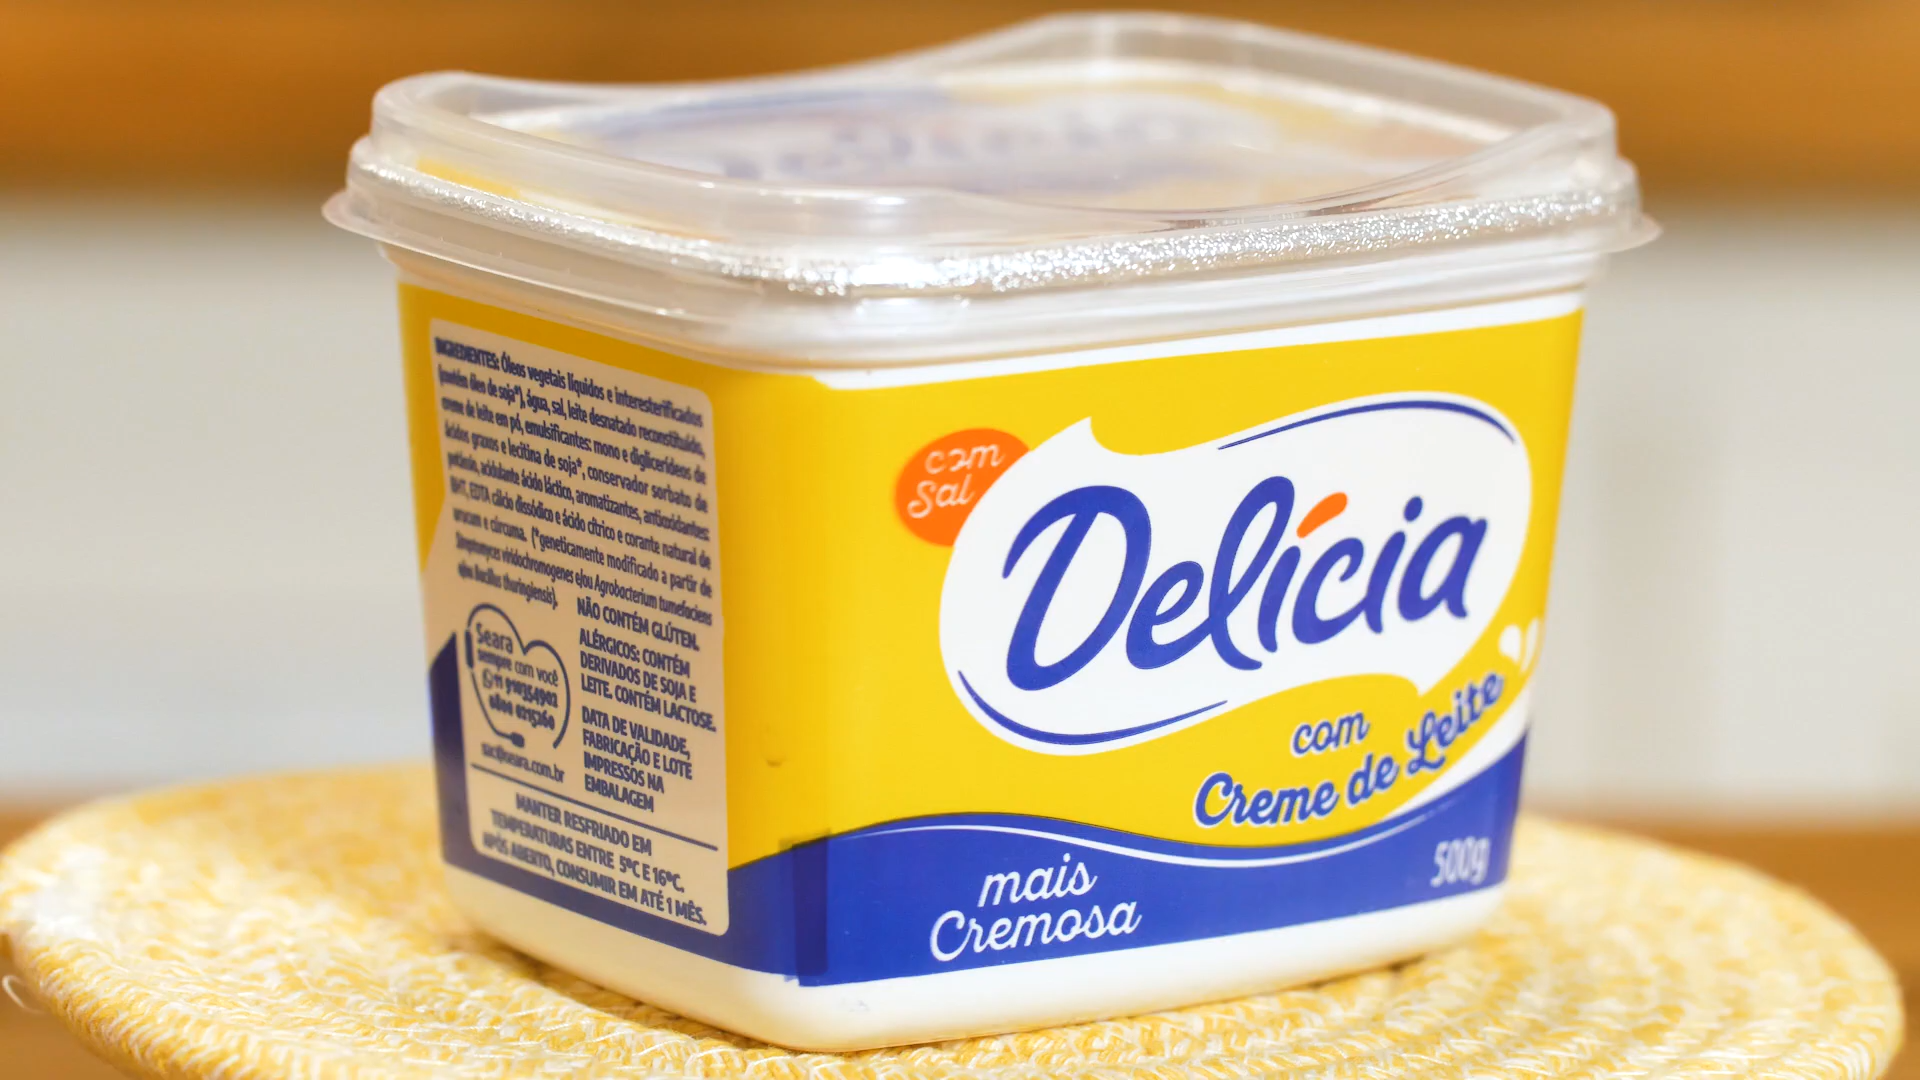 INGREDIENTES: Óleos vegetais líquidos e interesterificados
(contém óleo de soja*), água, sal, leite desnatado reconstituído,
creme de leite em pó, emulsificantes: mono e diglicerídeos de
ácidos graxos e lecitina de soja*, conservador sorbato de
potássio, acidulante ácido láctico, aromatizantes, antioxidantes:
BHT, EDTA cálcio dissódico e ácido cítrico e corante natural de
urucum e cúrcuma. (*geneticamente modificado a partir de
Streptomyces viridochromogenes e/ou Agrobacterium tumefaciens
e/ou Bacillus thuringiensis).
NÃO CONTÉM GLÚTEN.
ALÉRGICOS: CONTÉM
DERIVADOS DE SOJA E
LEITE. CONTÉM LACTOSE.
DATA DE VALIDADE,
FABRICAÇÃO E LOTE
IMPRESSOS NA
EMBALAGEM
Seara
sempre com você
11 910354902
0800 0215260
sac@seara.com.br
MANTER RESFRIADO EM
TEMPERATURAS ENTRE 5ºC E 16ºC.
APÓS ABERTO, CONSUMIR EM ATÉ 1 MÊS.
com
Sal
Delícia
com
Creme de Leite
mais
Cremosa
500g